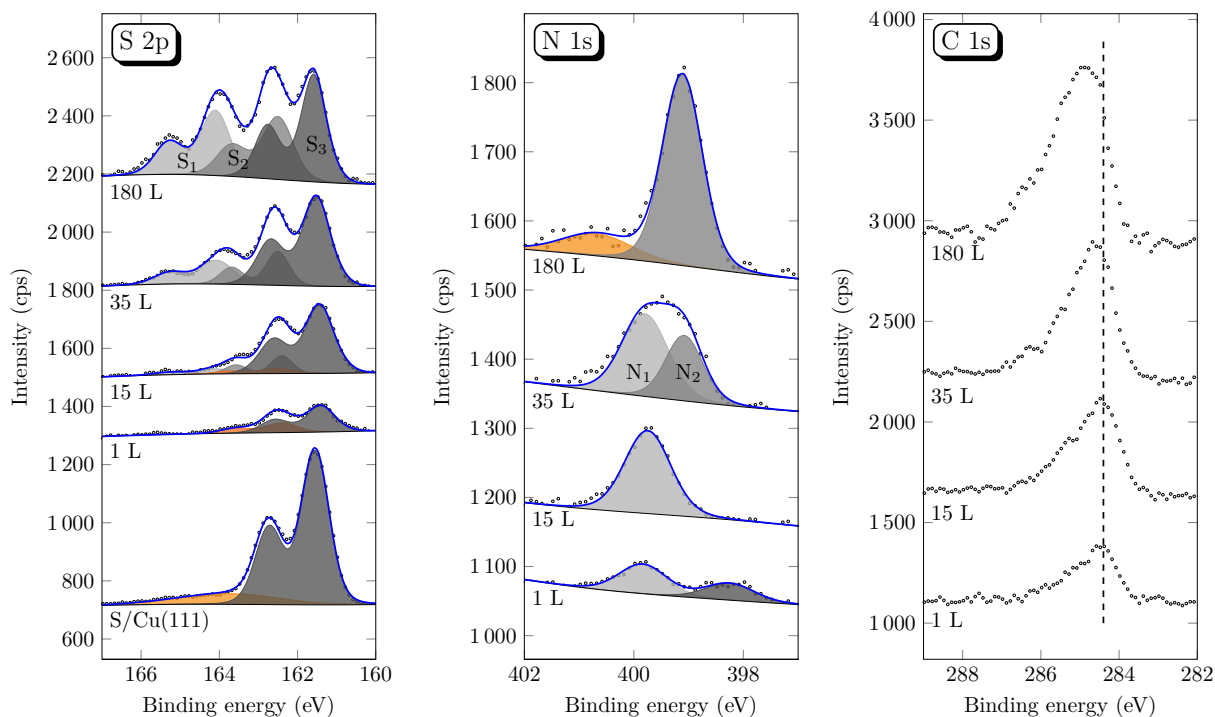 S 2p
2 600
2 400
2 200
2 000
1 800
1 600
1 400
1 200
1 000
800
600
Intensity (cps)
S1
S2
S3
180 L
35 L
15 L
1 L
S/Cu(111)
166
164
162
160
Binding energy (eV)
N 1s
1 800
1 700
1 600
1 500
1 400
1 300
1 200
1 100
1 000
Intensity (cps)
180 L
N1
N2
35 L
15 L
1 L
402
400
398
Binding energy (eV)
C 1s
4 000
3 500
3 000
2 500
2 000
1 500
1 000
Intensity (cps)
180 L
35 L
15 L
1 L
288
286
284
282
Binding energy (eV)